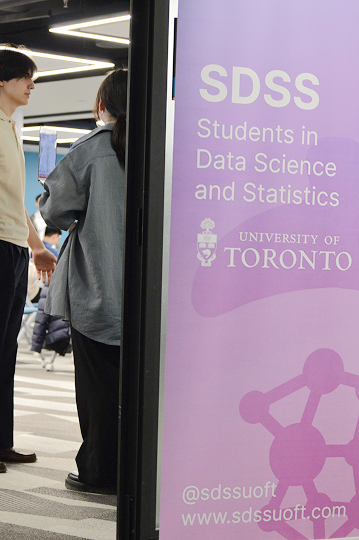 SDSS
Students in
Data Science
and Statistics
UNIVERSITY OF
TORONTO
@sdssuoft
www.sdssuoft.com